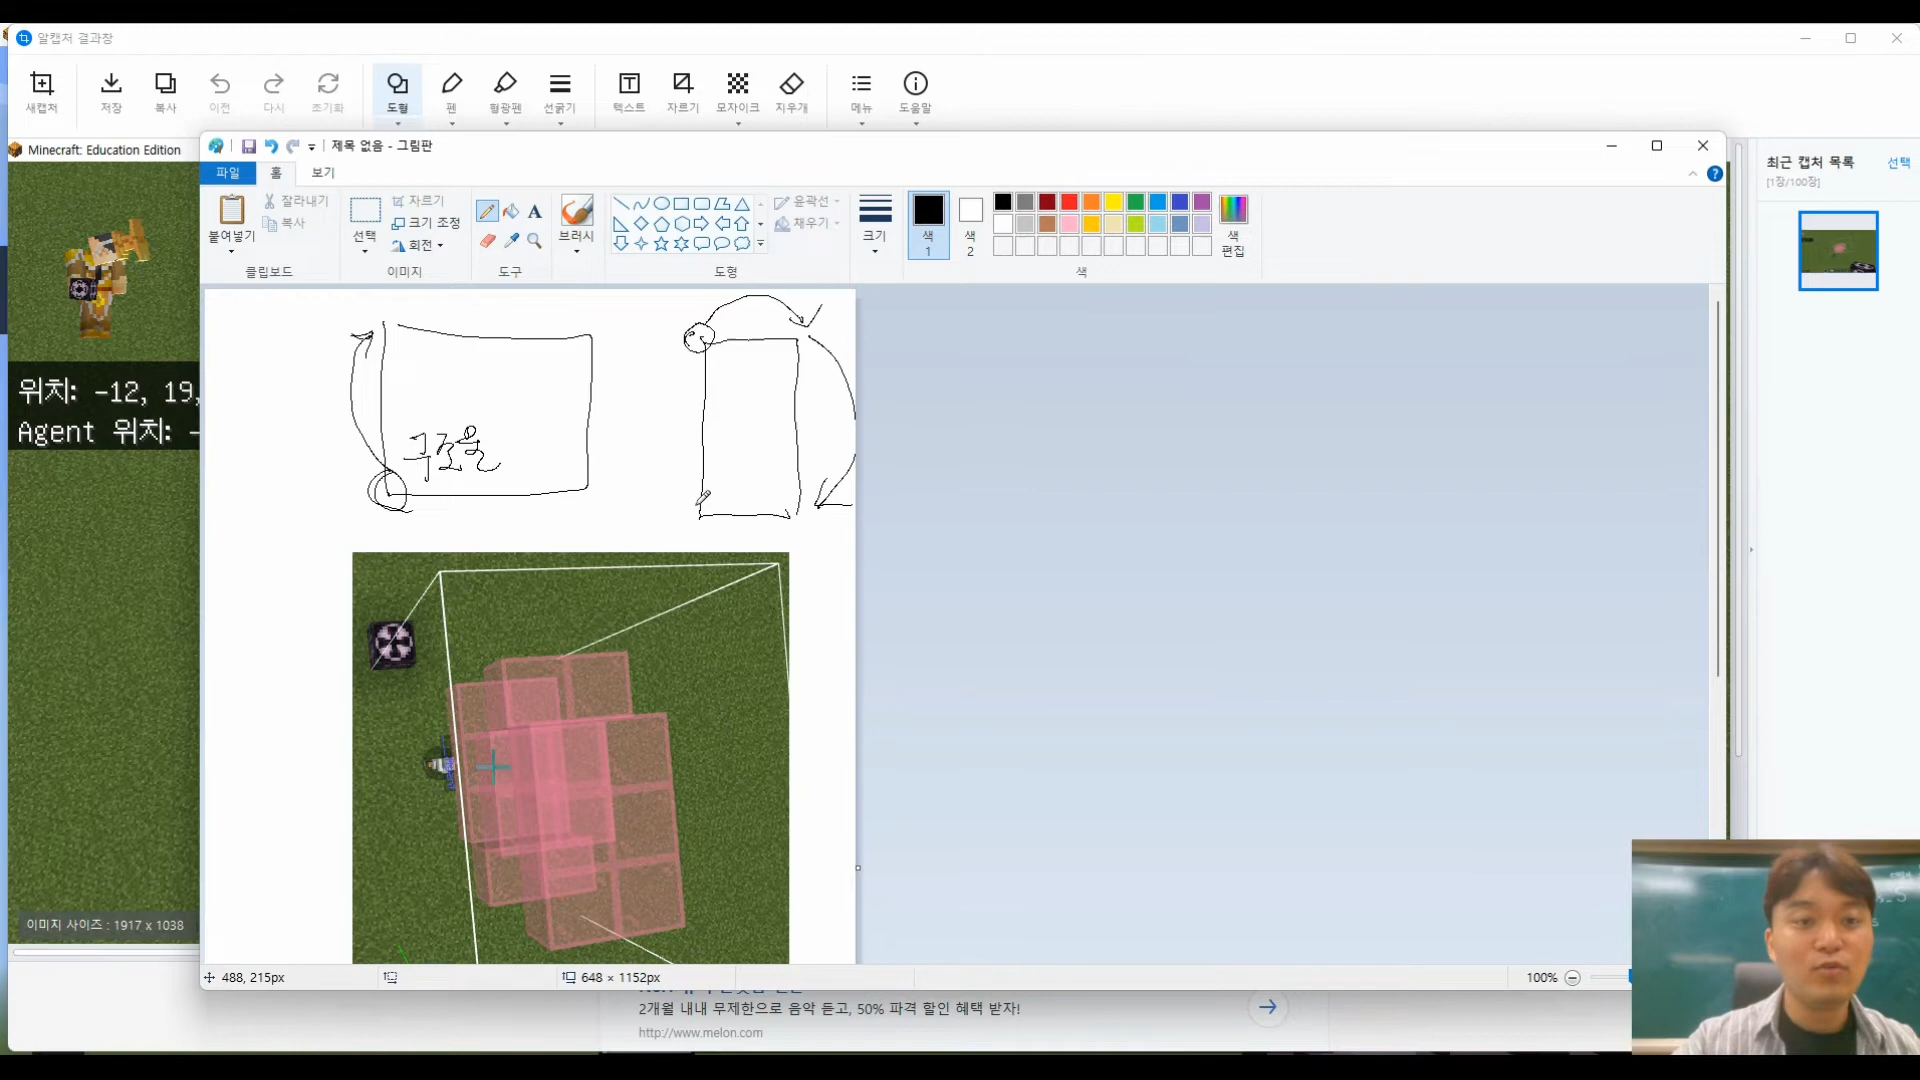 알캡처 결과창
새캡처
저장
복사
이전
다시
초기화
도형
펜
형광펜
선굵기
텍스트
자르기
모자이크
지우개
메뉴
도움말
Minecraft: Education Edition
제목 없음 - 그림판
파일
홈
보기
붙여넣기
잘라내기
복사
클립보드
선택
자르기
크기 조정
회전
이미지
A
도구
브러시
윤곽선
채우기
도형
크기
색
1
색
2
색
편집
색
최근 캡처 목록
선택
[1장/100장]
위치: -12, 19,
Agent 위치: -
구조물
이미지 사이즈 : 1917 x 1038
488, 215px
648 × 1152px
100%
2개월 내내 무제한으로 음악 듣고, 50% 파격 할인 혜택 받자!
http://www.melon.com